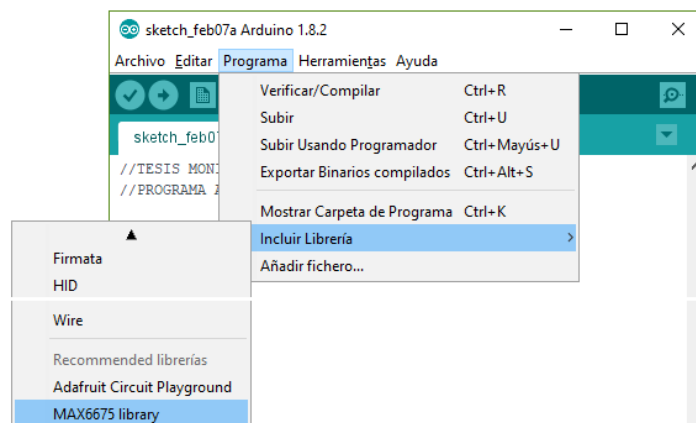 sketch_feb07a Arduino 1.8.2
Archivo Editar Programa Herramientas Ayuda
Verificar/Compilar Ctrl+R
Subir Ctrl+U
sketch_feb0
Subir Usando Programador Ctrl+Mayús+U
//TESIS MON
Exportar Binarios compilados Ctrl+Alt+S
//PROGRAMA
Mostrar Carpeta de Programa Ctrl+K
Incluir Librería
Añadir fichero...
Firmata
HID
Wire
Recommended librerías
Adafruit Circuit Playground
MAX6675 library